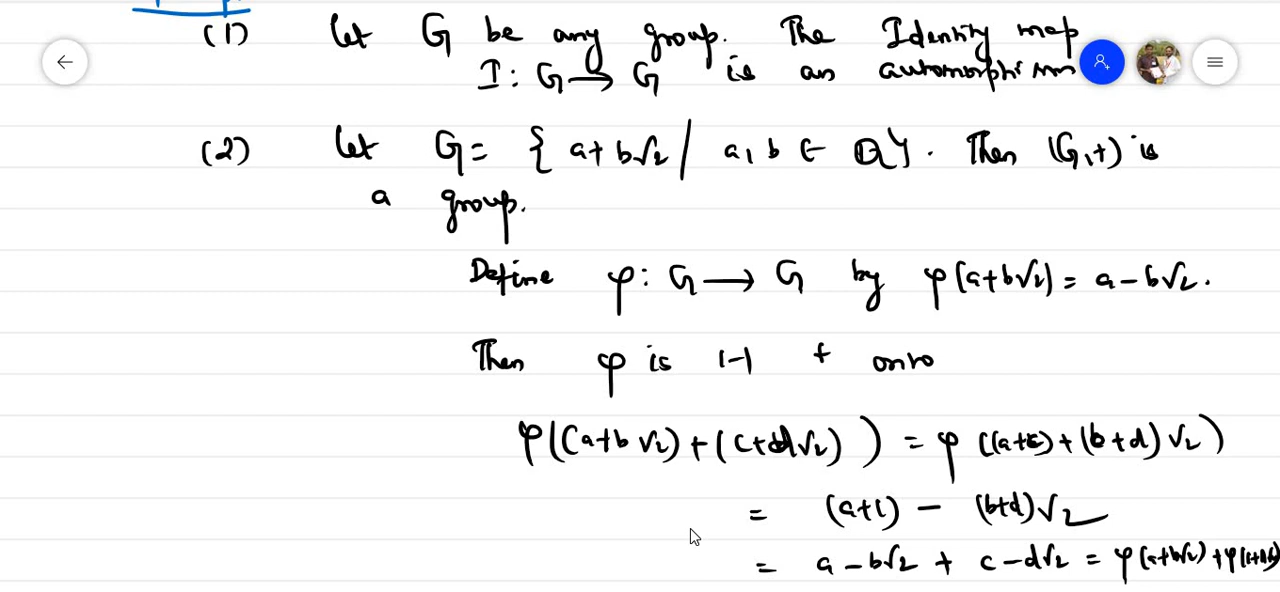 (1) let G be any group. The Identity map
I : G → G is an automorphism
(2) let G = { a + b√2 / a, b ∈ Q }. Then (G, +) is
a group.
Define φ : G → G by φ(a+b√2) = a - b√2.
Then φ is 1-1 + onto
φ((a+b√2) + (c+d√2)) = φ((a+c) + (b+d)√2)
= (a+c) - (b+d)√2
= a - b√2 + c - d√2 = φ(a+b√2) + φ(c+d√2)